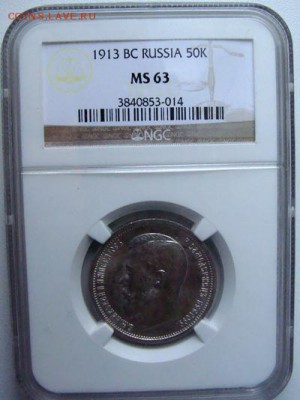 COINS.LAVE.RU
1913 BC RUSSIA 50K
MS 63
3840853-014
NGC